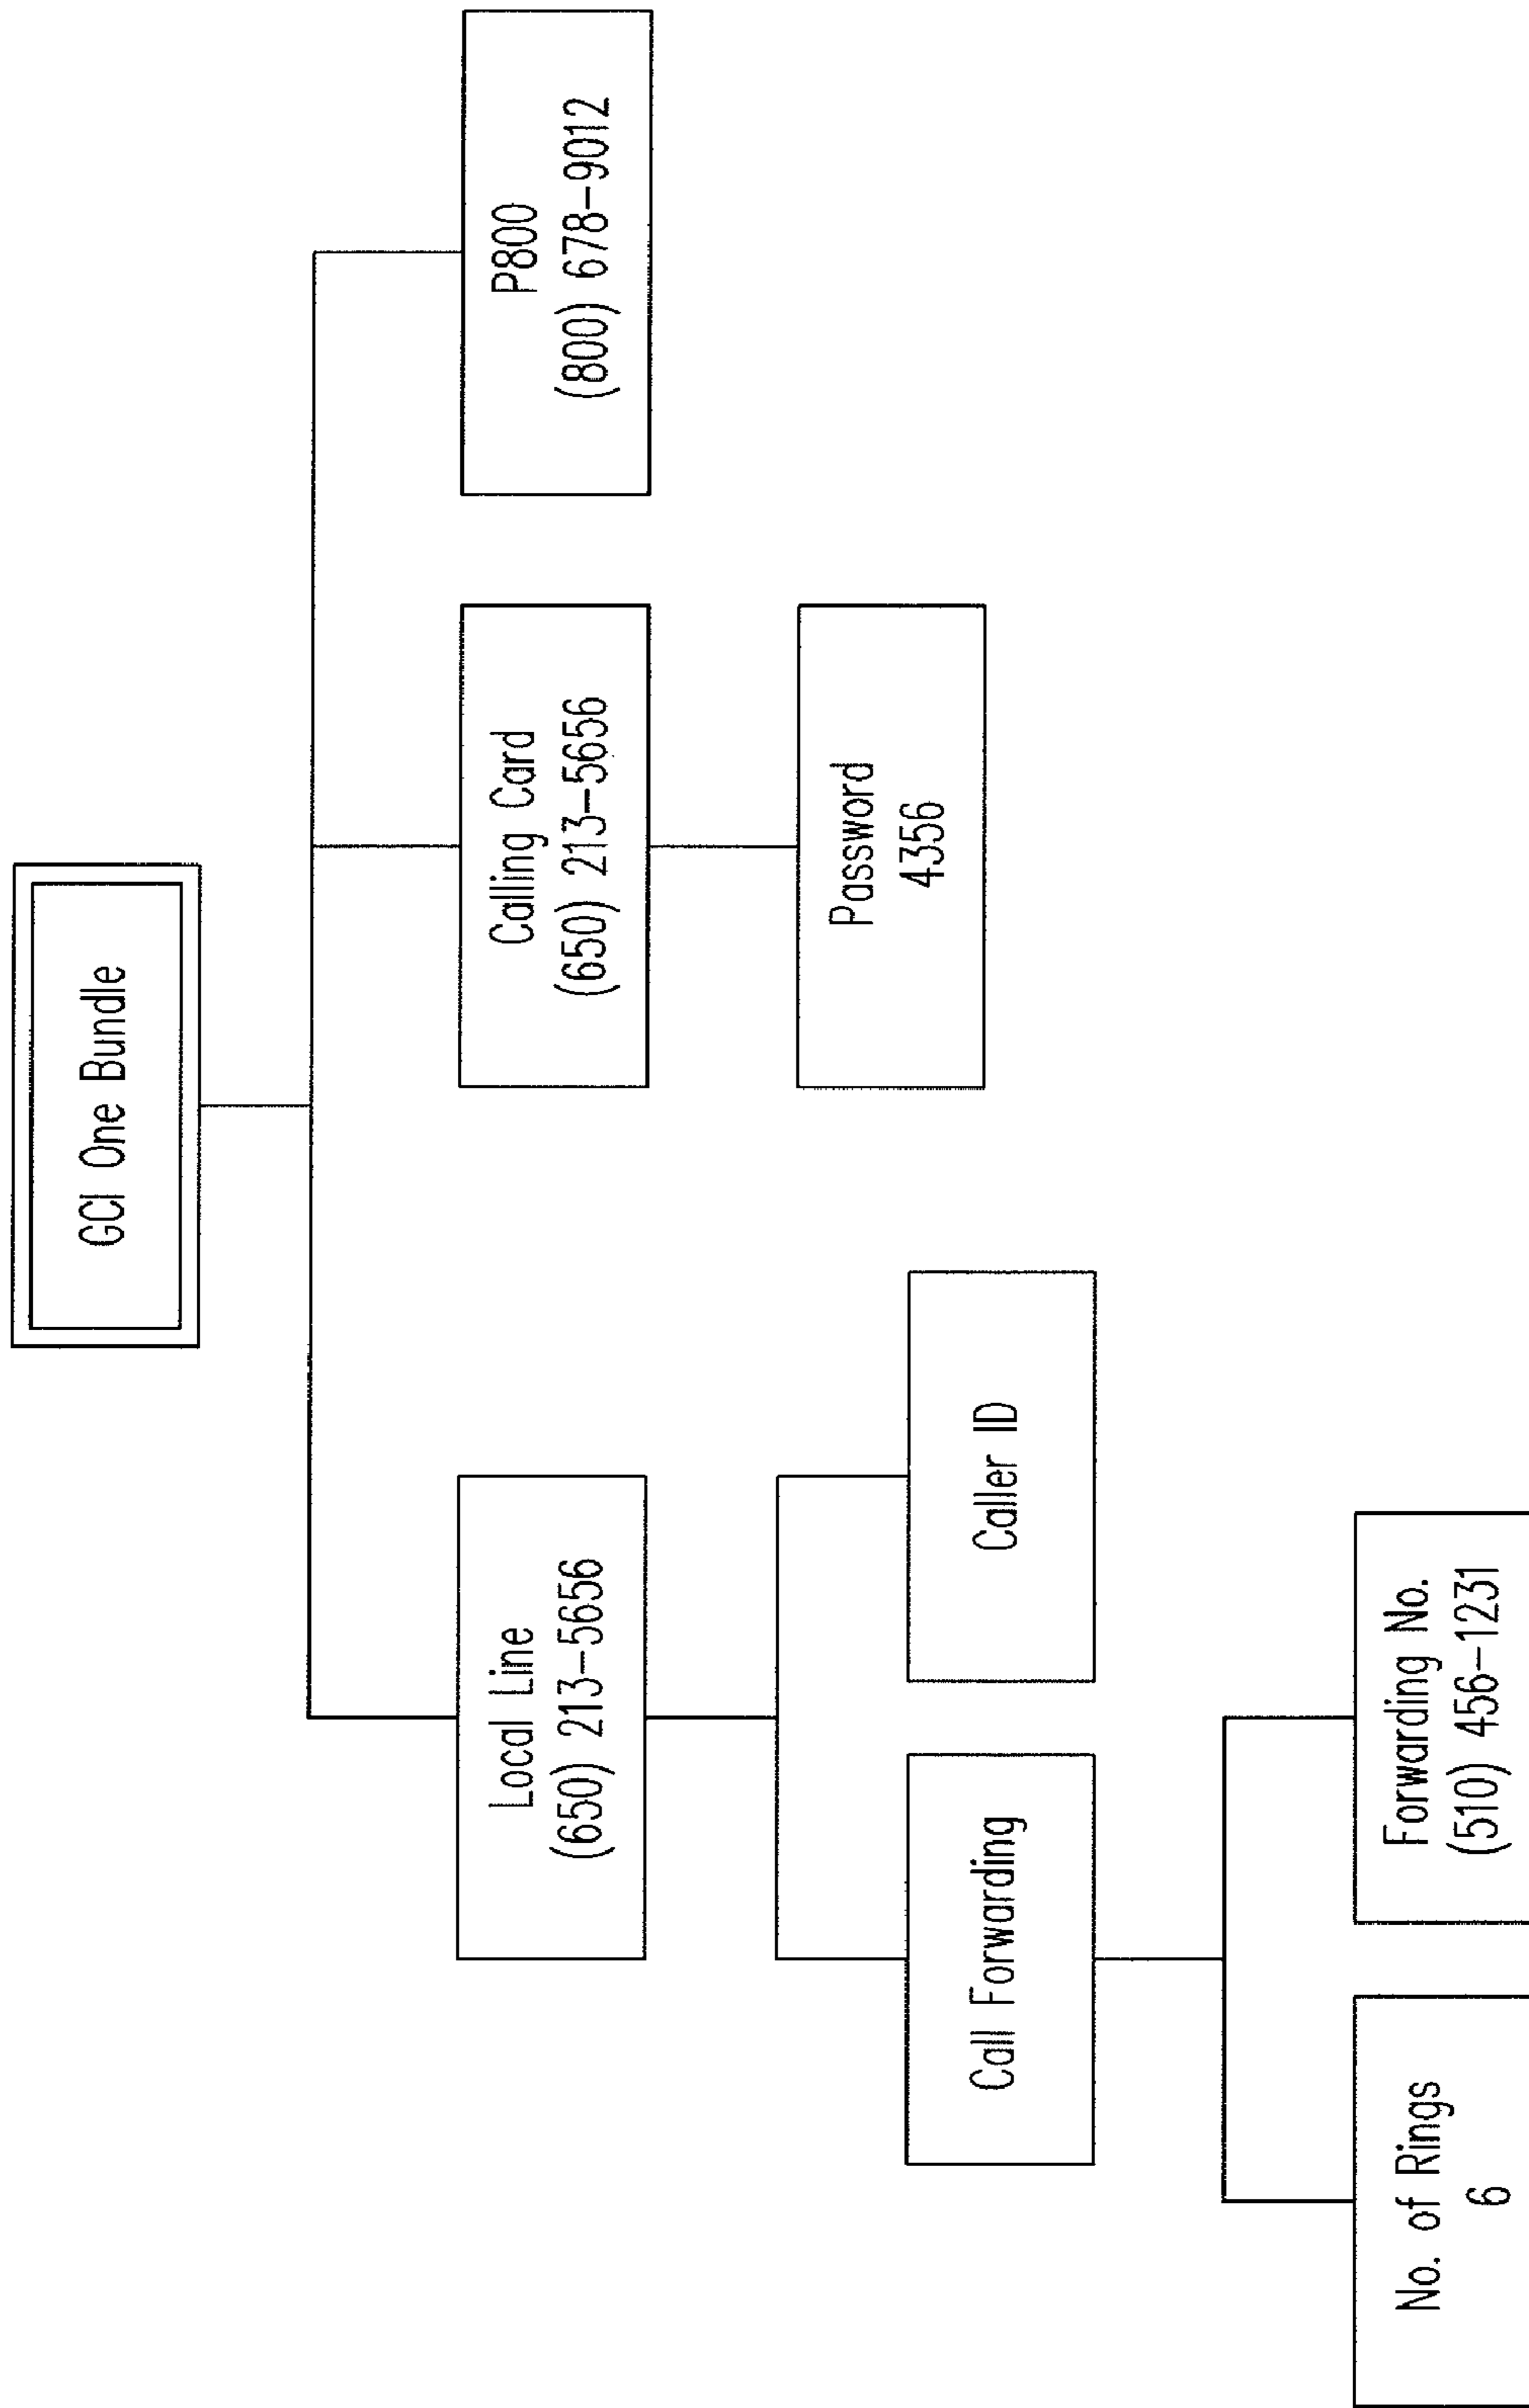 GCI One Bundle
Local Line
(650) 213-5656
Calling Card
(650) 213-5656
P800
(800) 678-9012
Password
4356
Call Forwarding
Caller ID
No. of Rings
6
Forwarding No.
(510) 456-1231